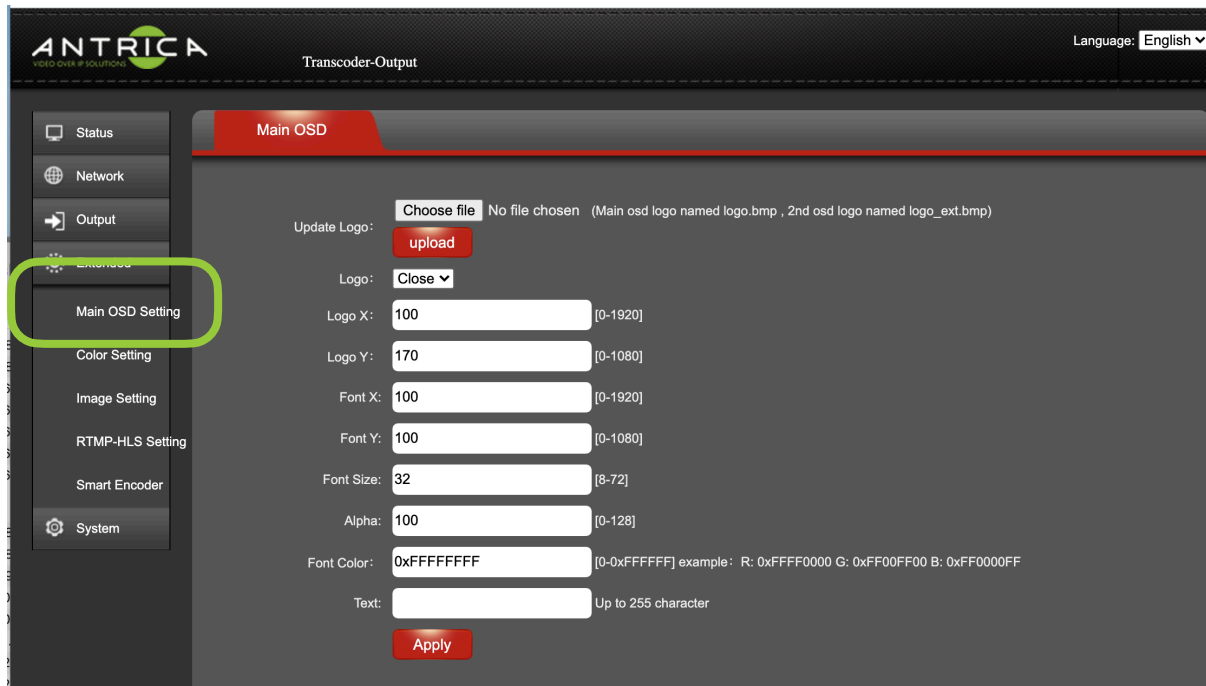 ANTRICA
VIDEO OVER IP SOLUTIONS
Transcoder-Output
Language: English
Status
Network
Output
Extended
Main OSD Setting
Color Setting
Image Setting
RTMP-HLS Setting
Smart Encoder
System
Main OSD
Update Logo: Choose file No file chosen (Main osd logo named logo.bmp , 2nd osd logo named logo_ext.bmp)
upload
Logo: Close
Logo X: 100 [0-1920]
Logo Y: 170 [0-1080]
Font X: 100 [0-1920]
Font Y: 100 [0-1080]
Font Size: 32 [8-72]
Alpha: 100 [0-128]
Font Color: 0xFFFFFFFF [0-0xFFFFFF] example: R: 0xFFFF0000 G: 0xFF00FF00 B: 0xFF0000FF
Text: Up to 255 character
Apply